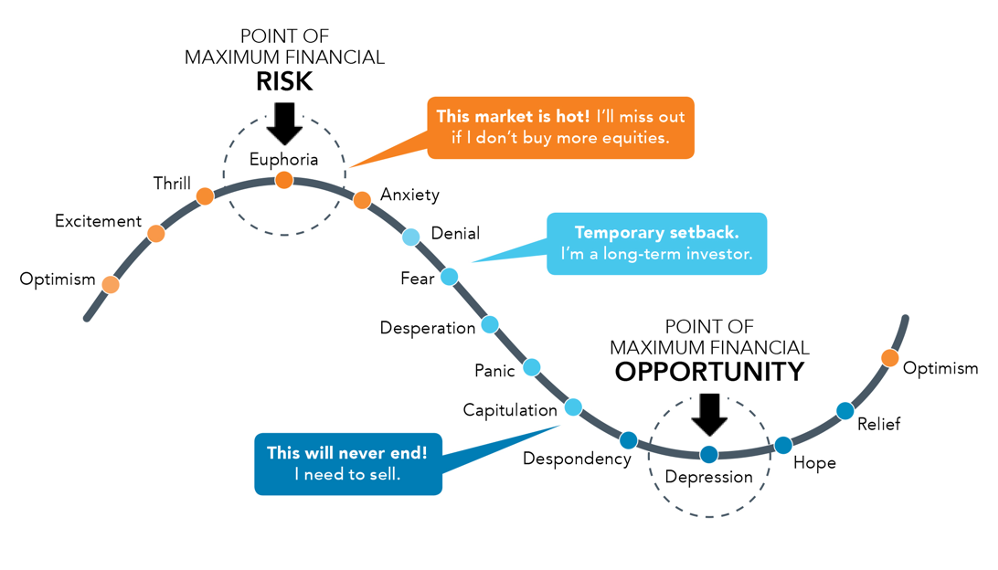 POINT OF
MAXIMUM FINANCIAL
RISK
This market is hot! I'll miss out
if I don't buy more equities.
Euphoria
Thrill
Anxiety
Excitement
Denial
Temporary setback.
I'm a long-term investor.
Optimism
Fear
Desperation
POINT OF
MAXIMUM FINANCIAL
OPPORTUNITY
Panic
Optimism
Capitulation
Relief
This will never end!
I need to sell.
Despondency
Depression
Hope